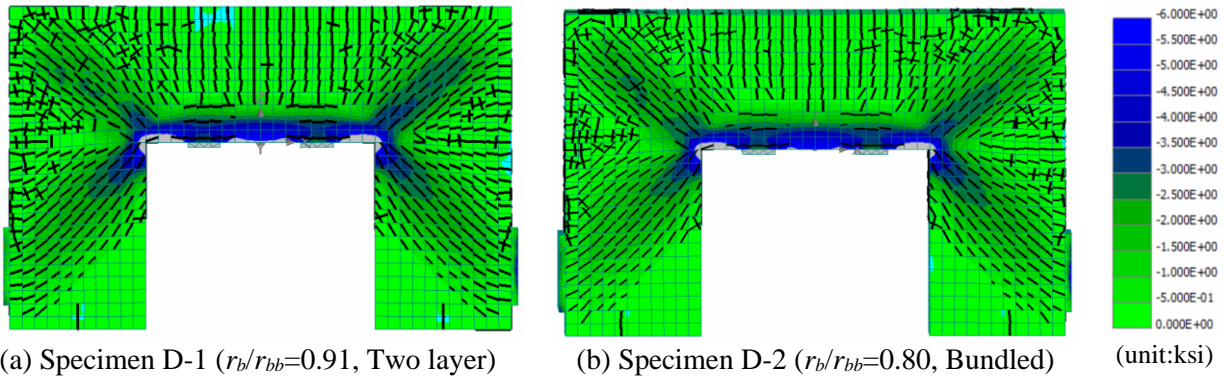 -6.000E+00
-5.500E+00
-5.000E+00
-4.500E+00
-4.000E+00
-3.500E+00
-3.000E+00
-2.500E+00
-2.000E+00
-1.500E+00
-1.000E+00
-5.000E-01
0.000E+00
(a) Specimen D-1 (rb/rbb=0.91, Two layer)
(b) Specimen D-2 (rb/rbb=0.80, Bundled)
(unit:ksi)